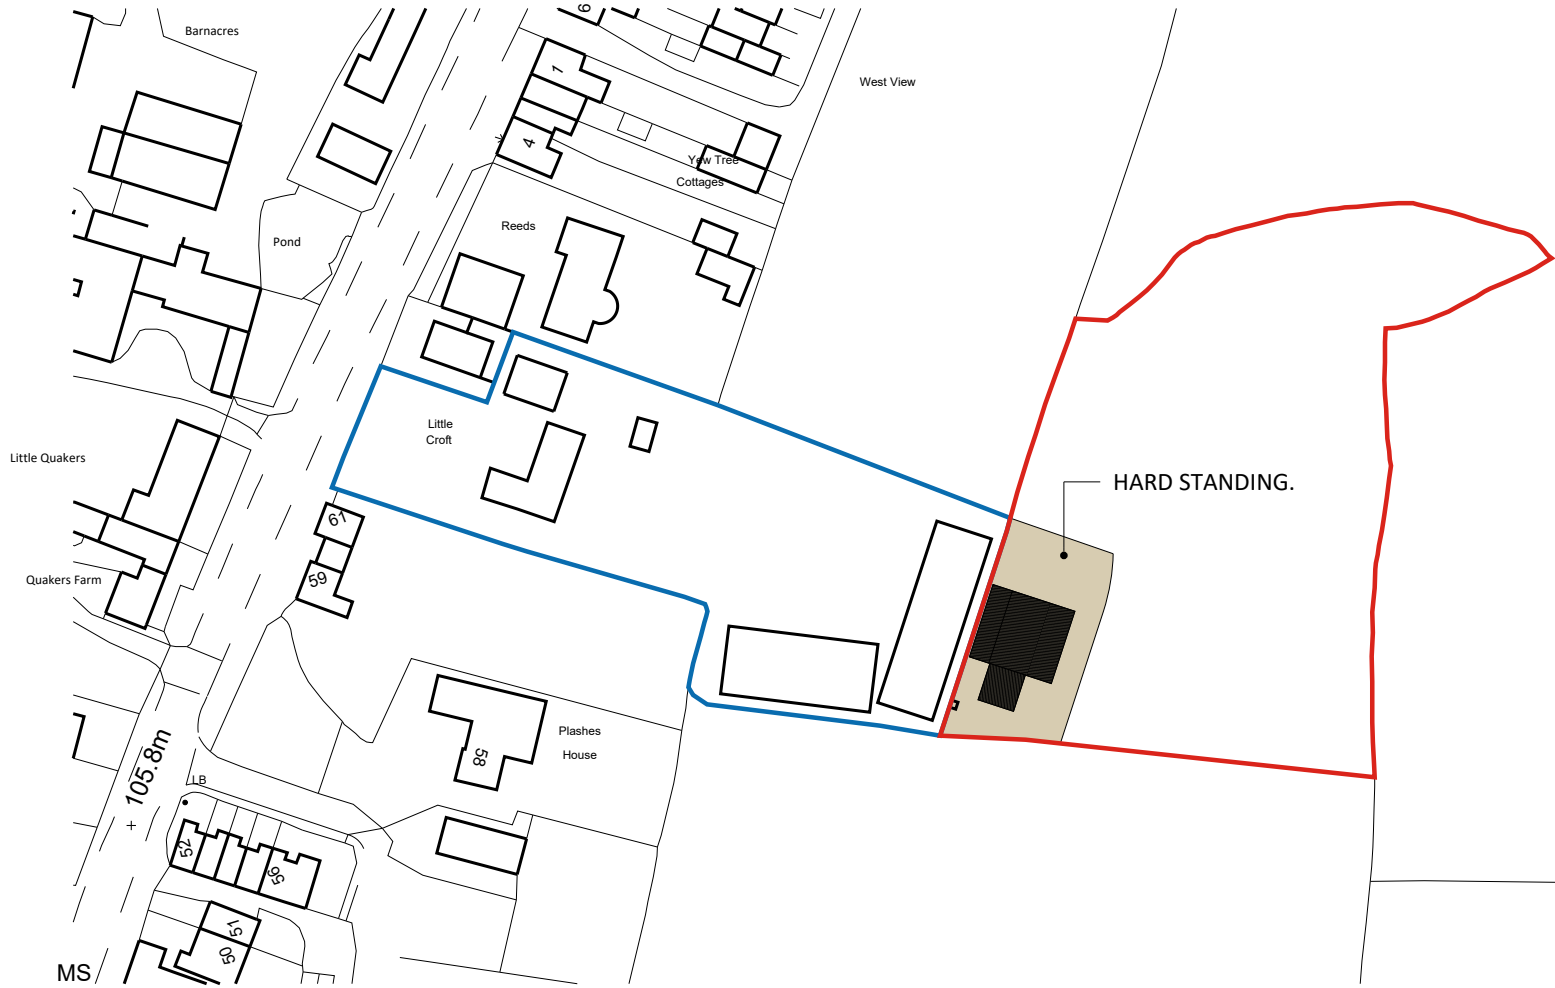 Barnacres
6
1
West View
4
Yew Tree
Cottages
Reeds
Pond
Little
Croft
Little Quakers
HARD STANDING.
61
59
Quakers Farm
Plashes
House
58
105.8m
LB
52
56
51
50
MS